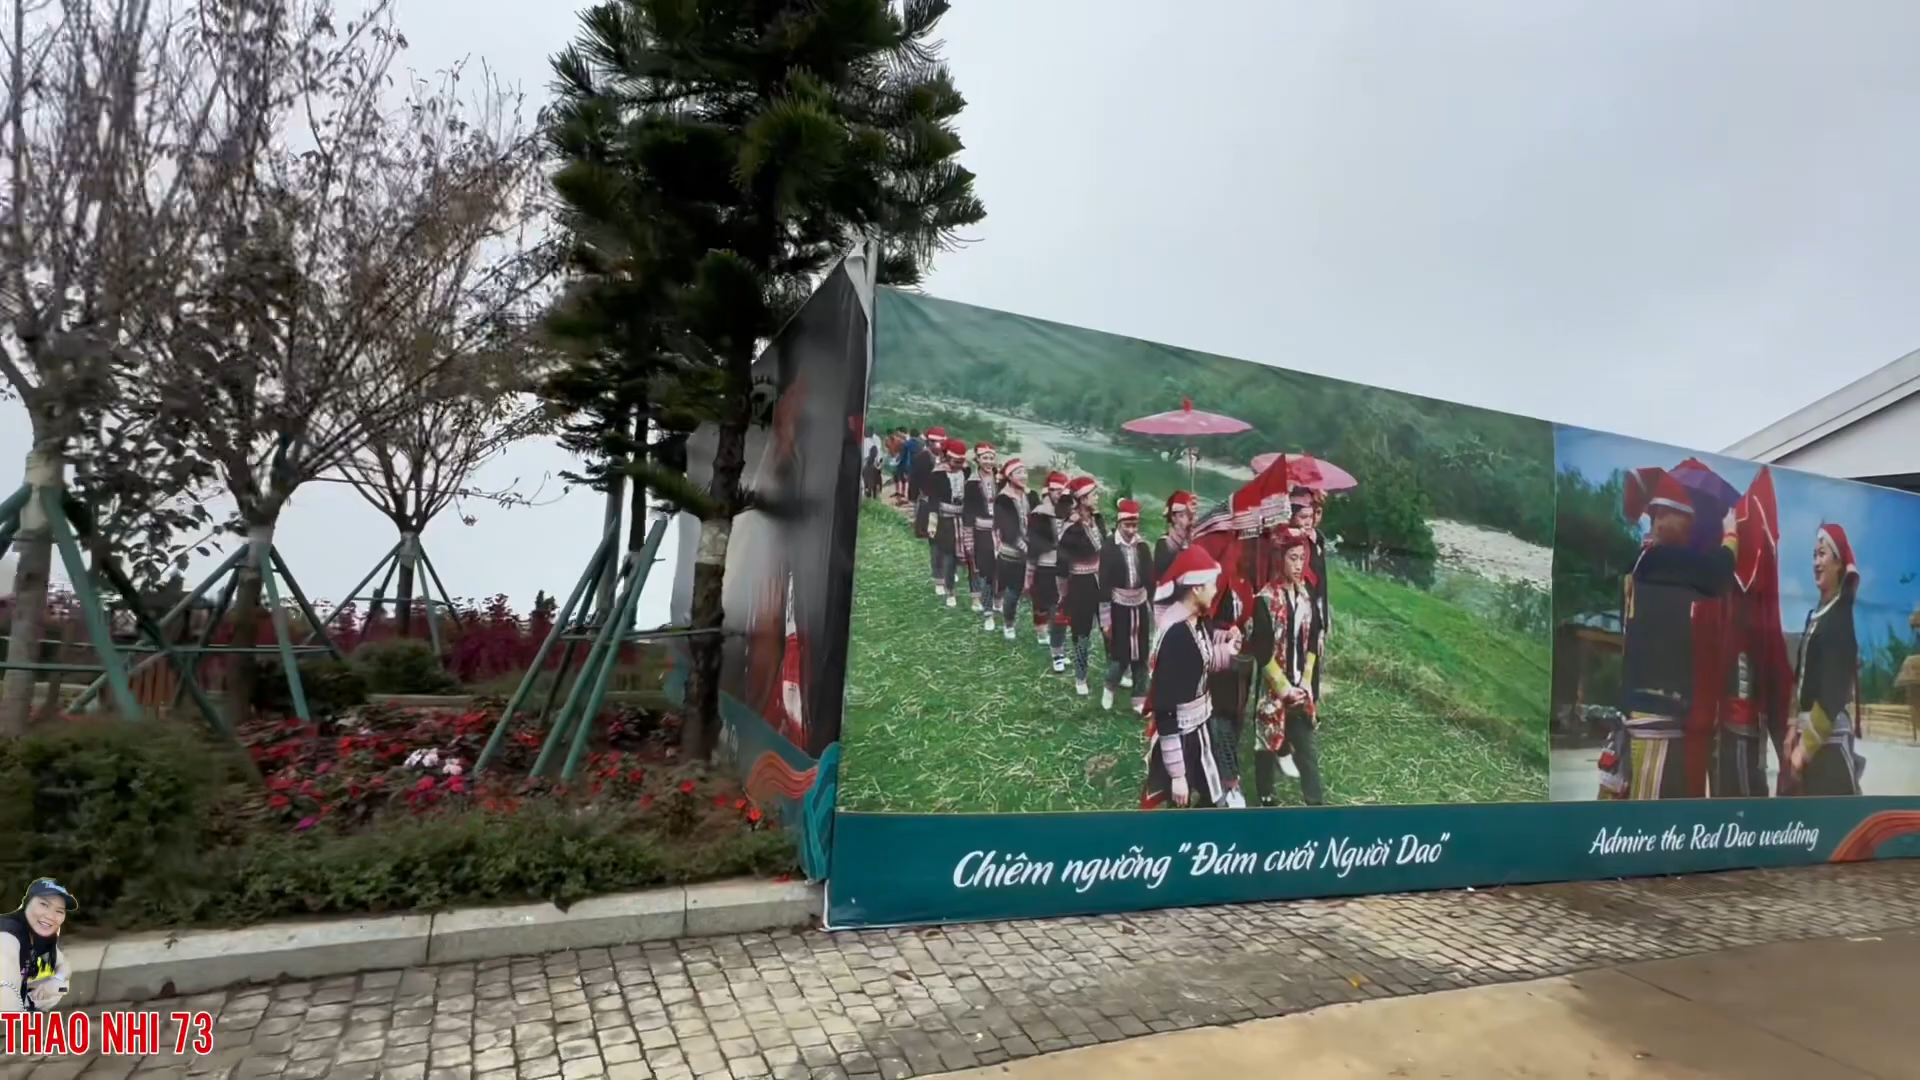 Chiêm ngưỡng "Đám cưới Người Dao"
Admire the Red Dao wedding
THAO NHI 73